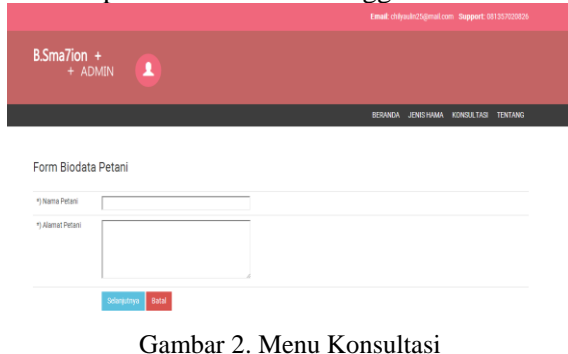 Email: chilyaulin25@mail.com Support: 081357020826
B.Sma7ion +
+ ADMIN
BERANDA JENIS HAMA KONSULTASI TENTANG
Form Biodata Petani
*) Nama Petani
*) Alamat Petani
Selanjutnya Batal
Gambar 2. Menu Konsultasi